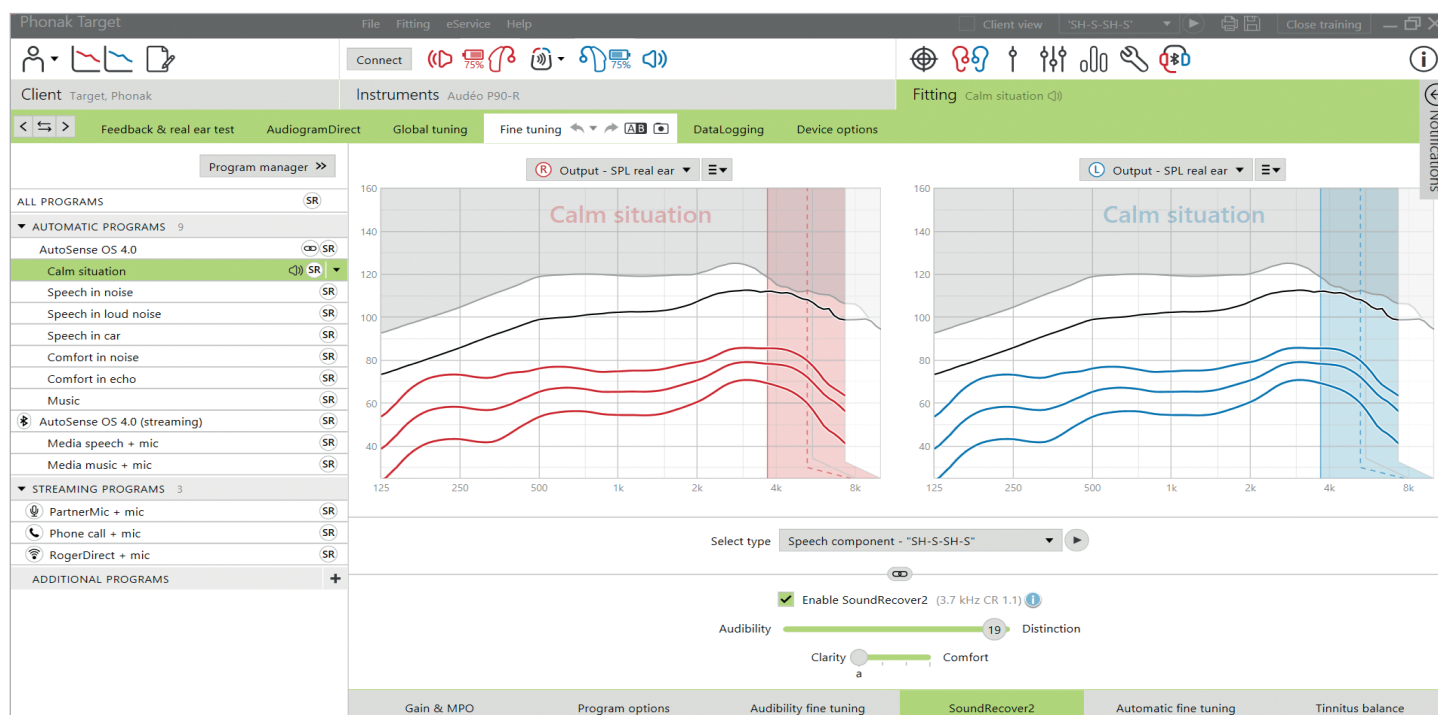 Phonak Target File Fitting eService Help Client view 'SH-S-SH-S' Close training
Connect 75% 75%
Client Target, Phonak Instruments Audéo P90-R Fitting Calm situation
Notifications
Feedback & real ear test AudiogramDirect Global tuning Fine tuning AB DataLogging Device options
Program manager
ALL PROGRAMS SR
AUTOMATIC PROGRAMS 9
AutoSense OS 4.0 SR
Calm situation SR
Speech in noise SR
Speech in loud noise SR
Speech in car SR
Comfort in noise SR
Comfort in echo SR
Music SR
AutoSense OS 4.0 (streaming) SR
Media speech + mic SR
Media music + mic SR
STREAMING PROGRAMS 3
PartnerMic + mic SR
Phone call + mic SR
RogerDirect + mic SR
ADDITIONAL PROGRAMS +
R Output - SPL real ear
Calm situation
160
140
120
100
80
60
40
125 250 500 1k 2k 4k 8k
L Output - SPL real ear
Calm situation
160
140
120
100
80
60
40
125 250 500 1k 2k 4k 8k
Select type Speech component - "SH-S-SH-S"
Enable SoundRecover2 (3.7 kHz CR 1.1) i
Audibility 19 Distinction
Clarity Comfort
a
Gain & MPO Program options Audibility fine tuning SoundRecover2 Automatic fine tuning Tinnitus balance